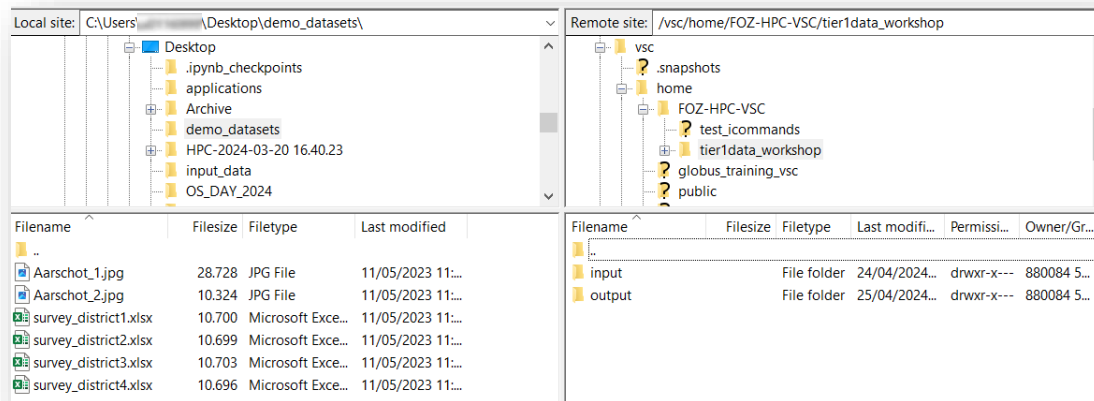 Local site: C:\Users\ \Desktop\demo_datasets\
Desktop
.ipynb_checkpoints
applications
Archive
demo_datasets
HPC-2024-03-20 16.40.23
input_data
OS_DAY_2024
Filename Filesize Filetype Last modified
..
Aarschot_1.jpg 28.728 JPG File 11/05/2023 11:...
Aarschot_2.jpg 10.324 JPG File 11/05/2023 11:...
survey_district1.xlsx 10.700 Microsoft Exce... 11/05/2023 11:...
survey_district2.xlsx 10.699 Microsoft Exce... 11/05/2023 11:...
survey_district3.xlsx 10.703 Microsoft Exce... 11/05/2023 11:...
survey_district4.xlsx 10.696 Microsoft Exce... 11/05/2023 11:...
Remote site: /vsc/home/FOZ-HPC-VSC/tier1data_workshop
vsc
.snapshots
home
FOZ-HPC-VSC
test_icommands
tier1data_workshop
globus_training_vsc
public
Filename Filesize Filetype Last modifi... Permissi... Owner/Gr...
..
input File folder 24/04/2024... drwxr-x--- 880084 5...
output File folder 25/04/2024... drwxr-x--- 880084 5...